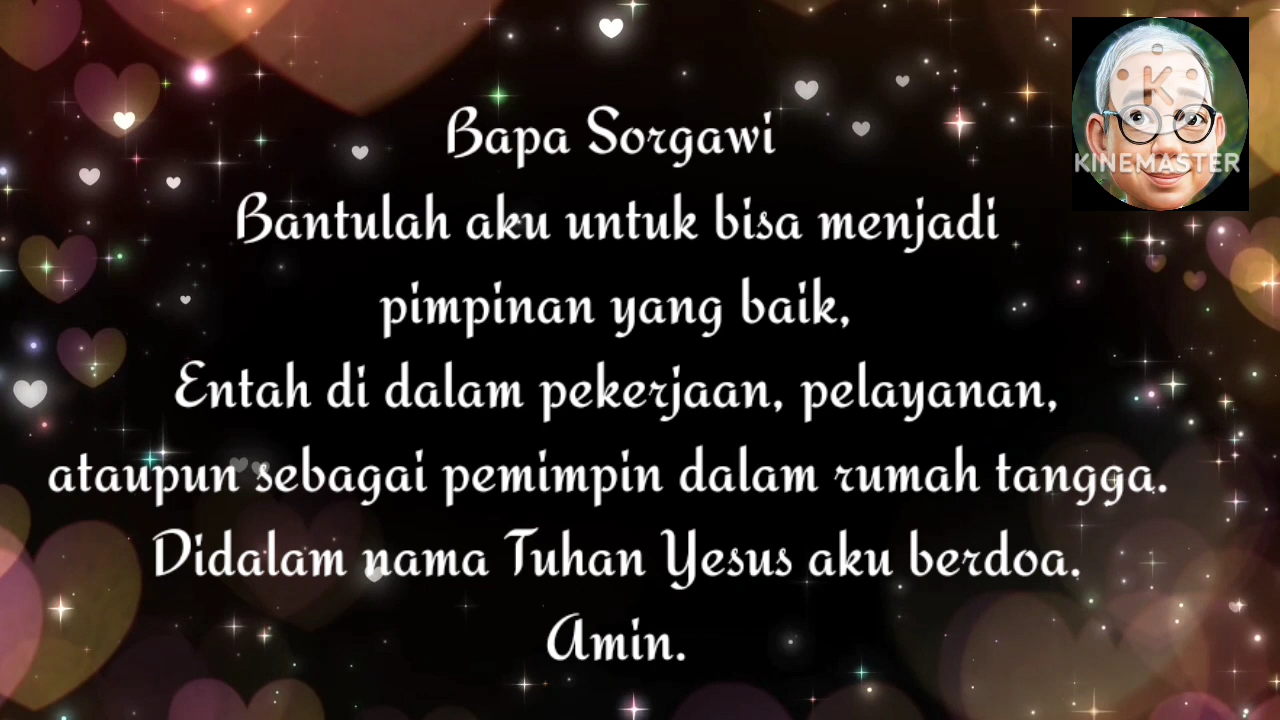 Bapa Sorgawi
Bantulah aku untuk bisa menjadi
pimpinan yang baik,
Entah di dalam pekerjaan, pelayanan,
ataupun sebagai pemimpin dalam rumah tangga.
Didalam nama Tuhan Yesus aku berdoa.
Amin.
K
KINEMASTER